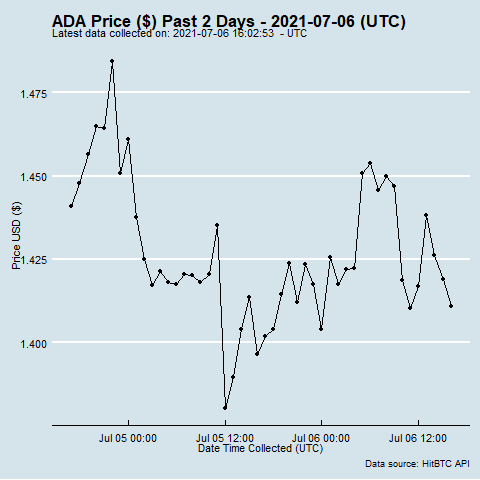 ADA Price ($) Past 2 Days - 2021-07-06 (UTC)
Latest data collected on: 2021-07-06 16:02:53  - UTC
1.475
1.450
1.425
1.400
Price USD ($)
Jul 05 00:00
Jul 05 12:00
Jul 06 00:00
Jul 06 12:00
Date Time Collected (UTC)
Data source: HitBTC API